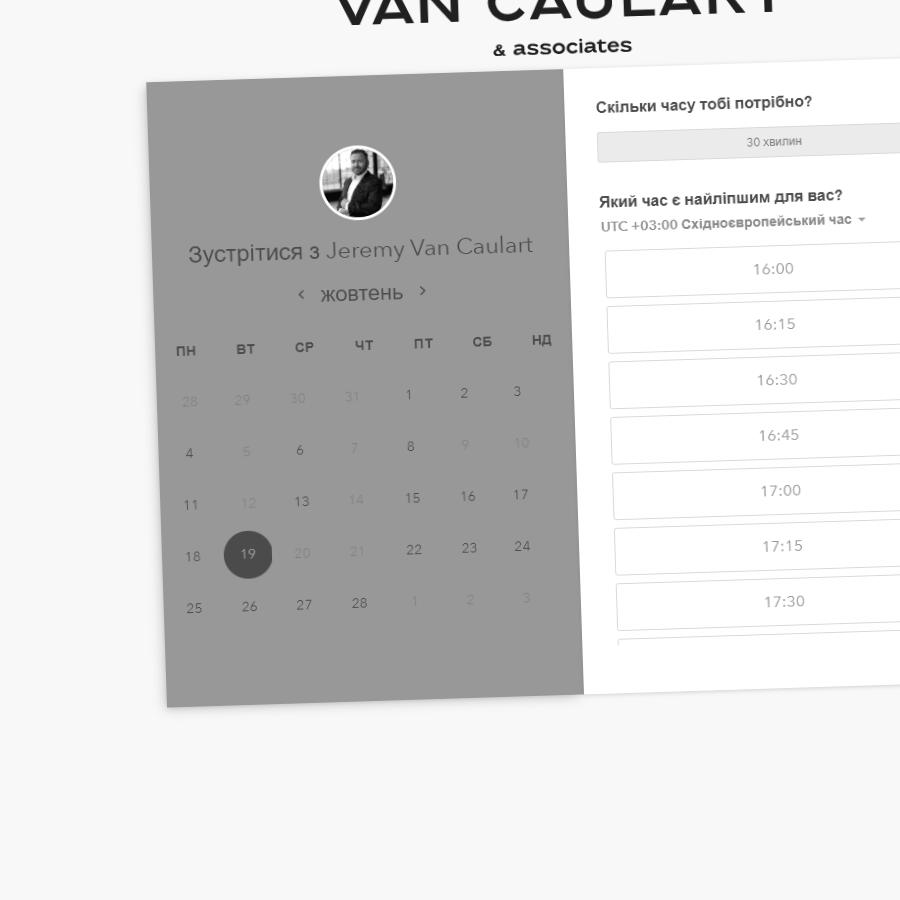 VAN CAULART
& associates
Зустрітися з Jeremy Van Caulart
жовтень
ПН ВТ СР ЧТ ПТ СБ НД
28 29 30 31 1 2 3
4 5 6 7 8 9 10
11 12 13 14 15 16 17
18 19 20 21 22 23 24
25 26 27 28 1 2 3
Скільки часу тобі потрібно?
30 хвилин
Який час є найліпшим для вас?
UTC +03:00 Східноєвропейський час
16:00
16:15
16:30
16:45
17:00
17:15
17:30